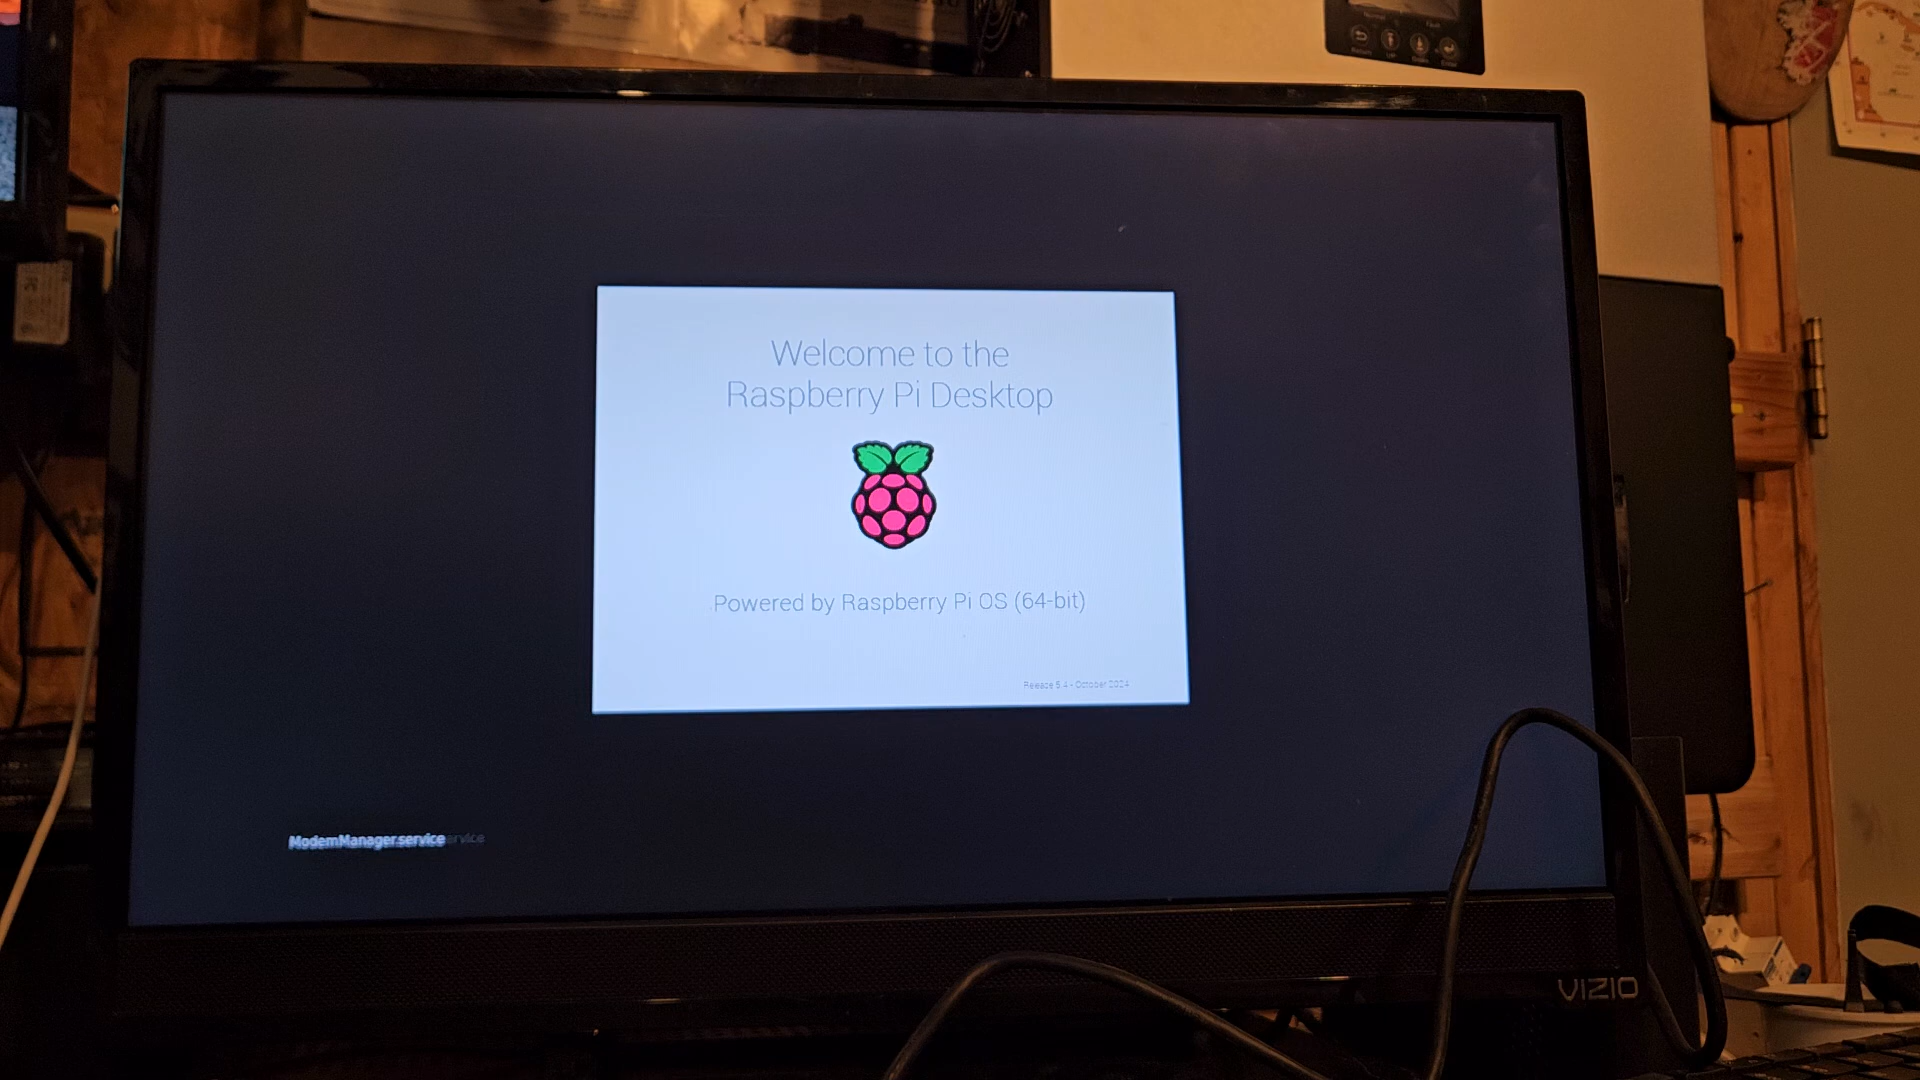 Welcome to the
Raspberry Pi Desktop
Powered by Raspberry Pi OS (64-bit)
Release 5.4 - October 2024
ModemManager.service
VIZIO